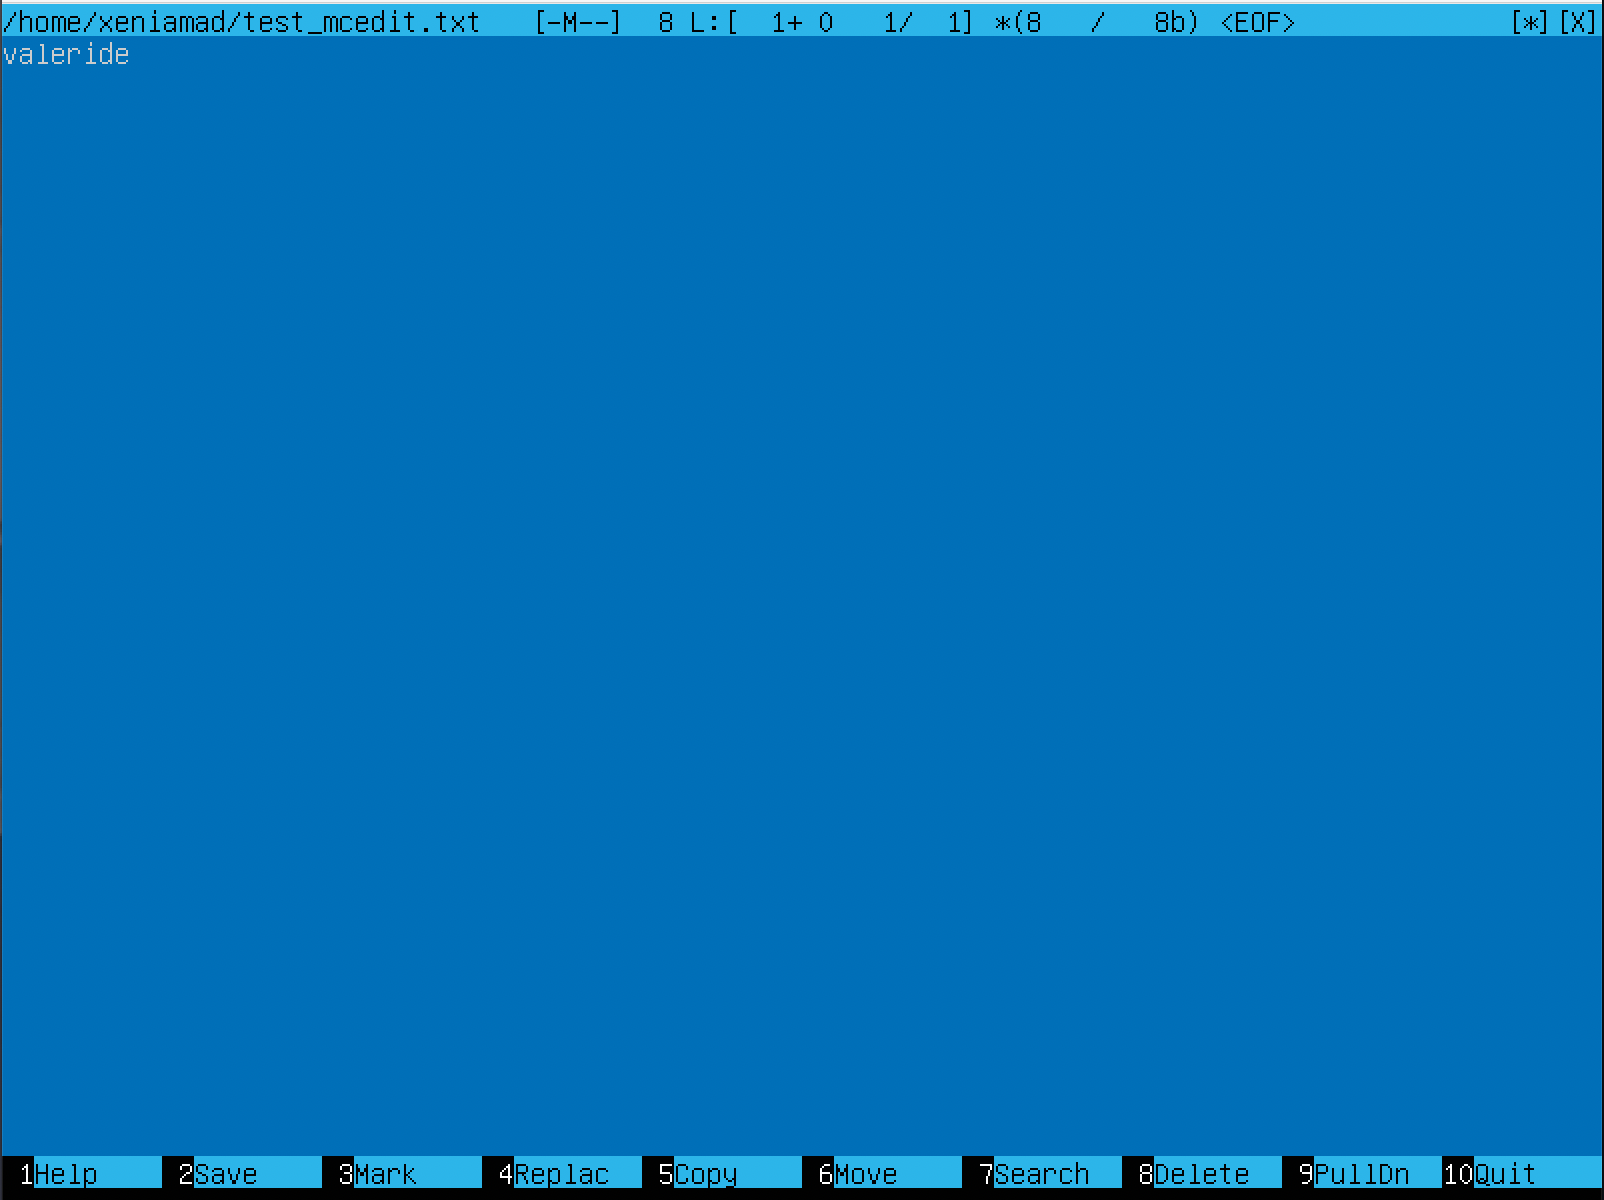 /home/xeniamad/test_mcedit.txt   [-M--]  8 L:[  1+ 0   1/  1] *(8   /   8b) <EOF>   [*][X]
valeride
1Help 2Save 3Mark 4Replac 5Copy 6Move 7Search 8Delete 9PullDn 10Quit